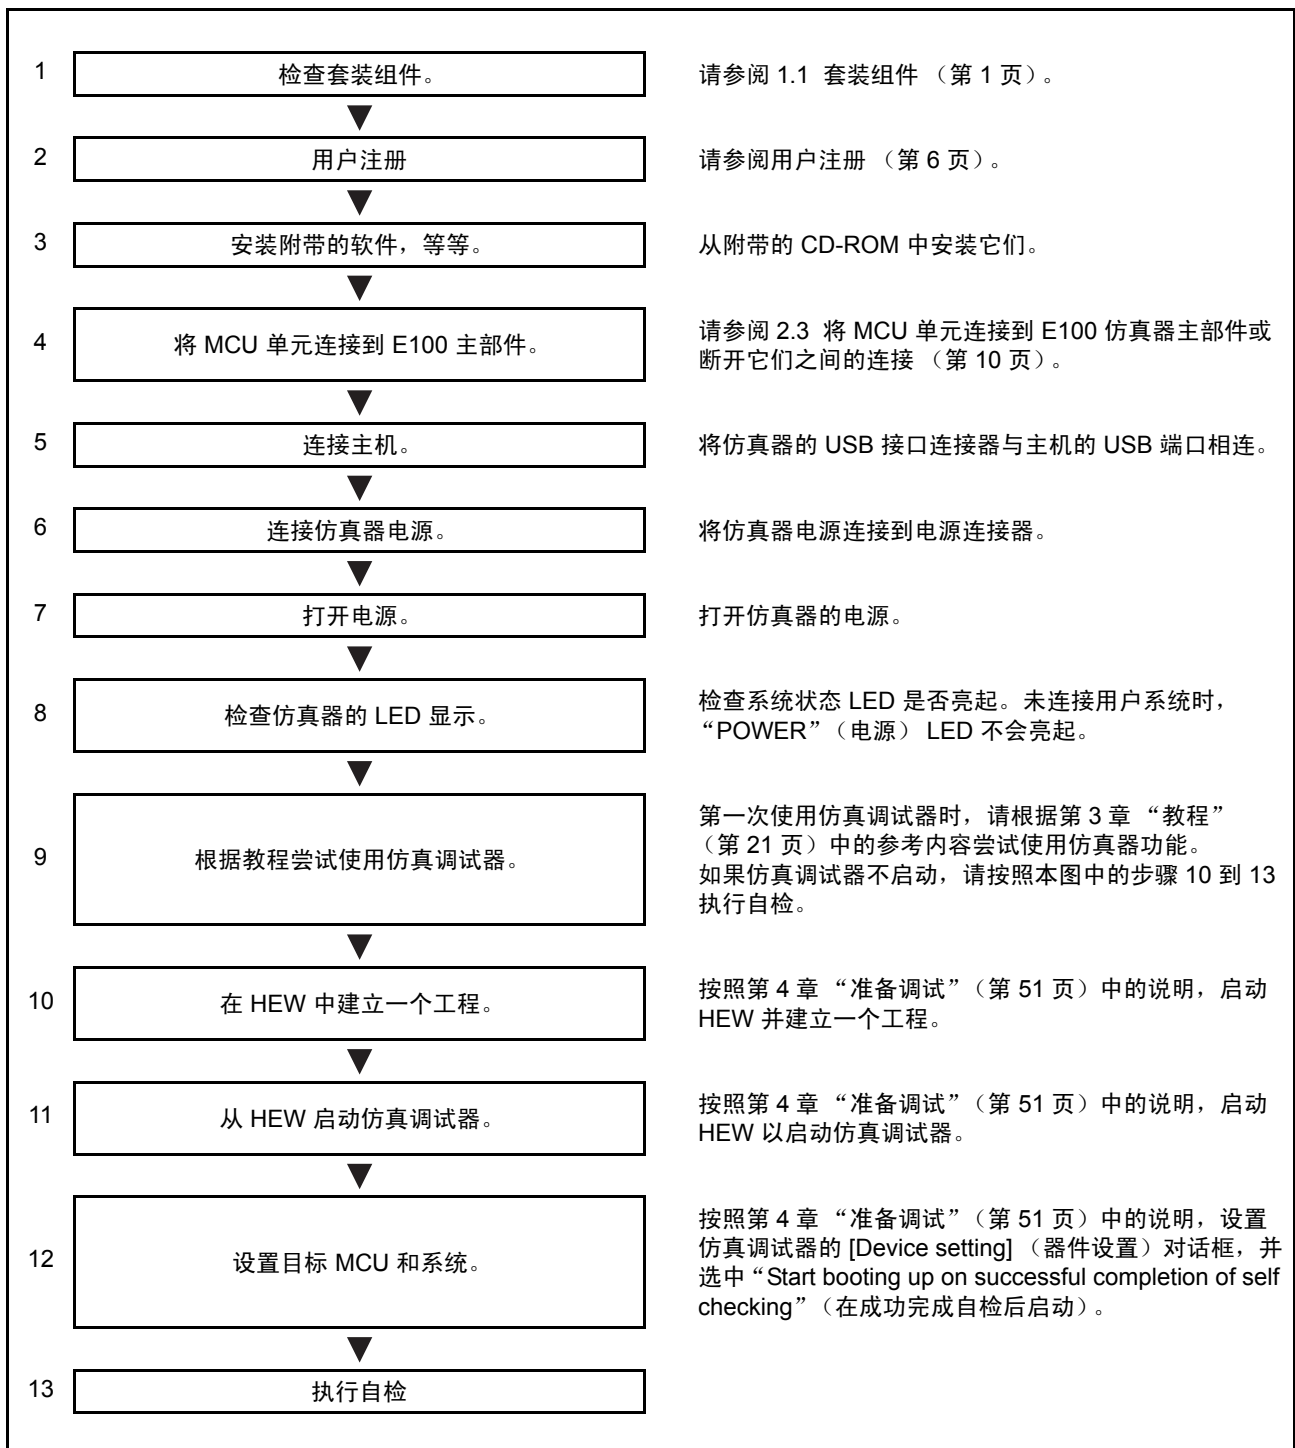 1 检查套装组件。 请参阅 1.1 套装组件 （第 1 页）。
2 用户注册 请参阅用户注册 （第 6 页）。
3 安装附带的软件，等等。 从附带的 CD-ROM 中安装它们。
4 将 MCU 单元连接到 E100 主部件。 请参阅 2.3 将 MCU 单元连接到 E100 仿真器主部件或
断开它们之间的连接 （第 10 页）。
5 连接主机。 将仿真器的 USB 接口连接器与主机的 USB 端口相连。
6 连接仿真器电源。 将仿真器电源连接到电源连接器。
7 打开电源。 打开仿真器的电源。
8 检查仿真器的 LED 显示。 检查系统状态 LED 是否亮起。未连接用户系统时，
“POWER”（电源） LED 不会亮起。
9 根据教程尝试使用仿真调试器。 第一次使用仿真调试器时，请根据第 3 章 “教程”
（第 21 页）中的参考内容尝试使用仿真器功能。
如果仿真调试器不启动，请按照本图中的步骤 10 到 13
执行自检。
10 在 HEW 中建立一个工程。 按照第 4 章 “准备调试”（第 51 页）中的说明，启动
HEW 并建立一个工程。
11 从 HEW 启动仿真调试器。 按照第 4 章 “准备调试”（第 51 页）中的说明，启动
HEW 以启动仿真调试器。
12 设置目标 MCU 和系统。 按照第 4 章 “准备调试”（第 51 页）中的说明，设置
仿真调试器的 [Device setting] （器件设置）对话框，并
选中“Start booting up on successful completion of self
checking”（在成功完成自检后启动）。
13 执行自检